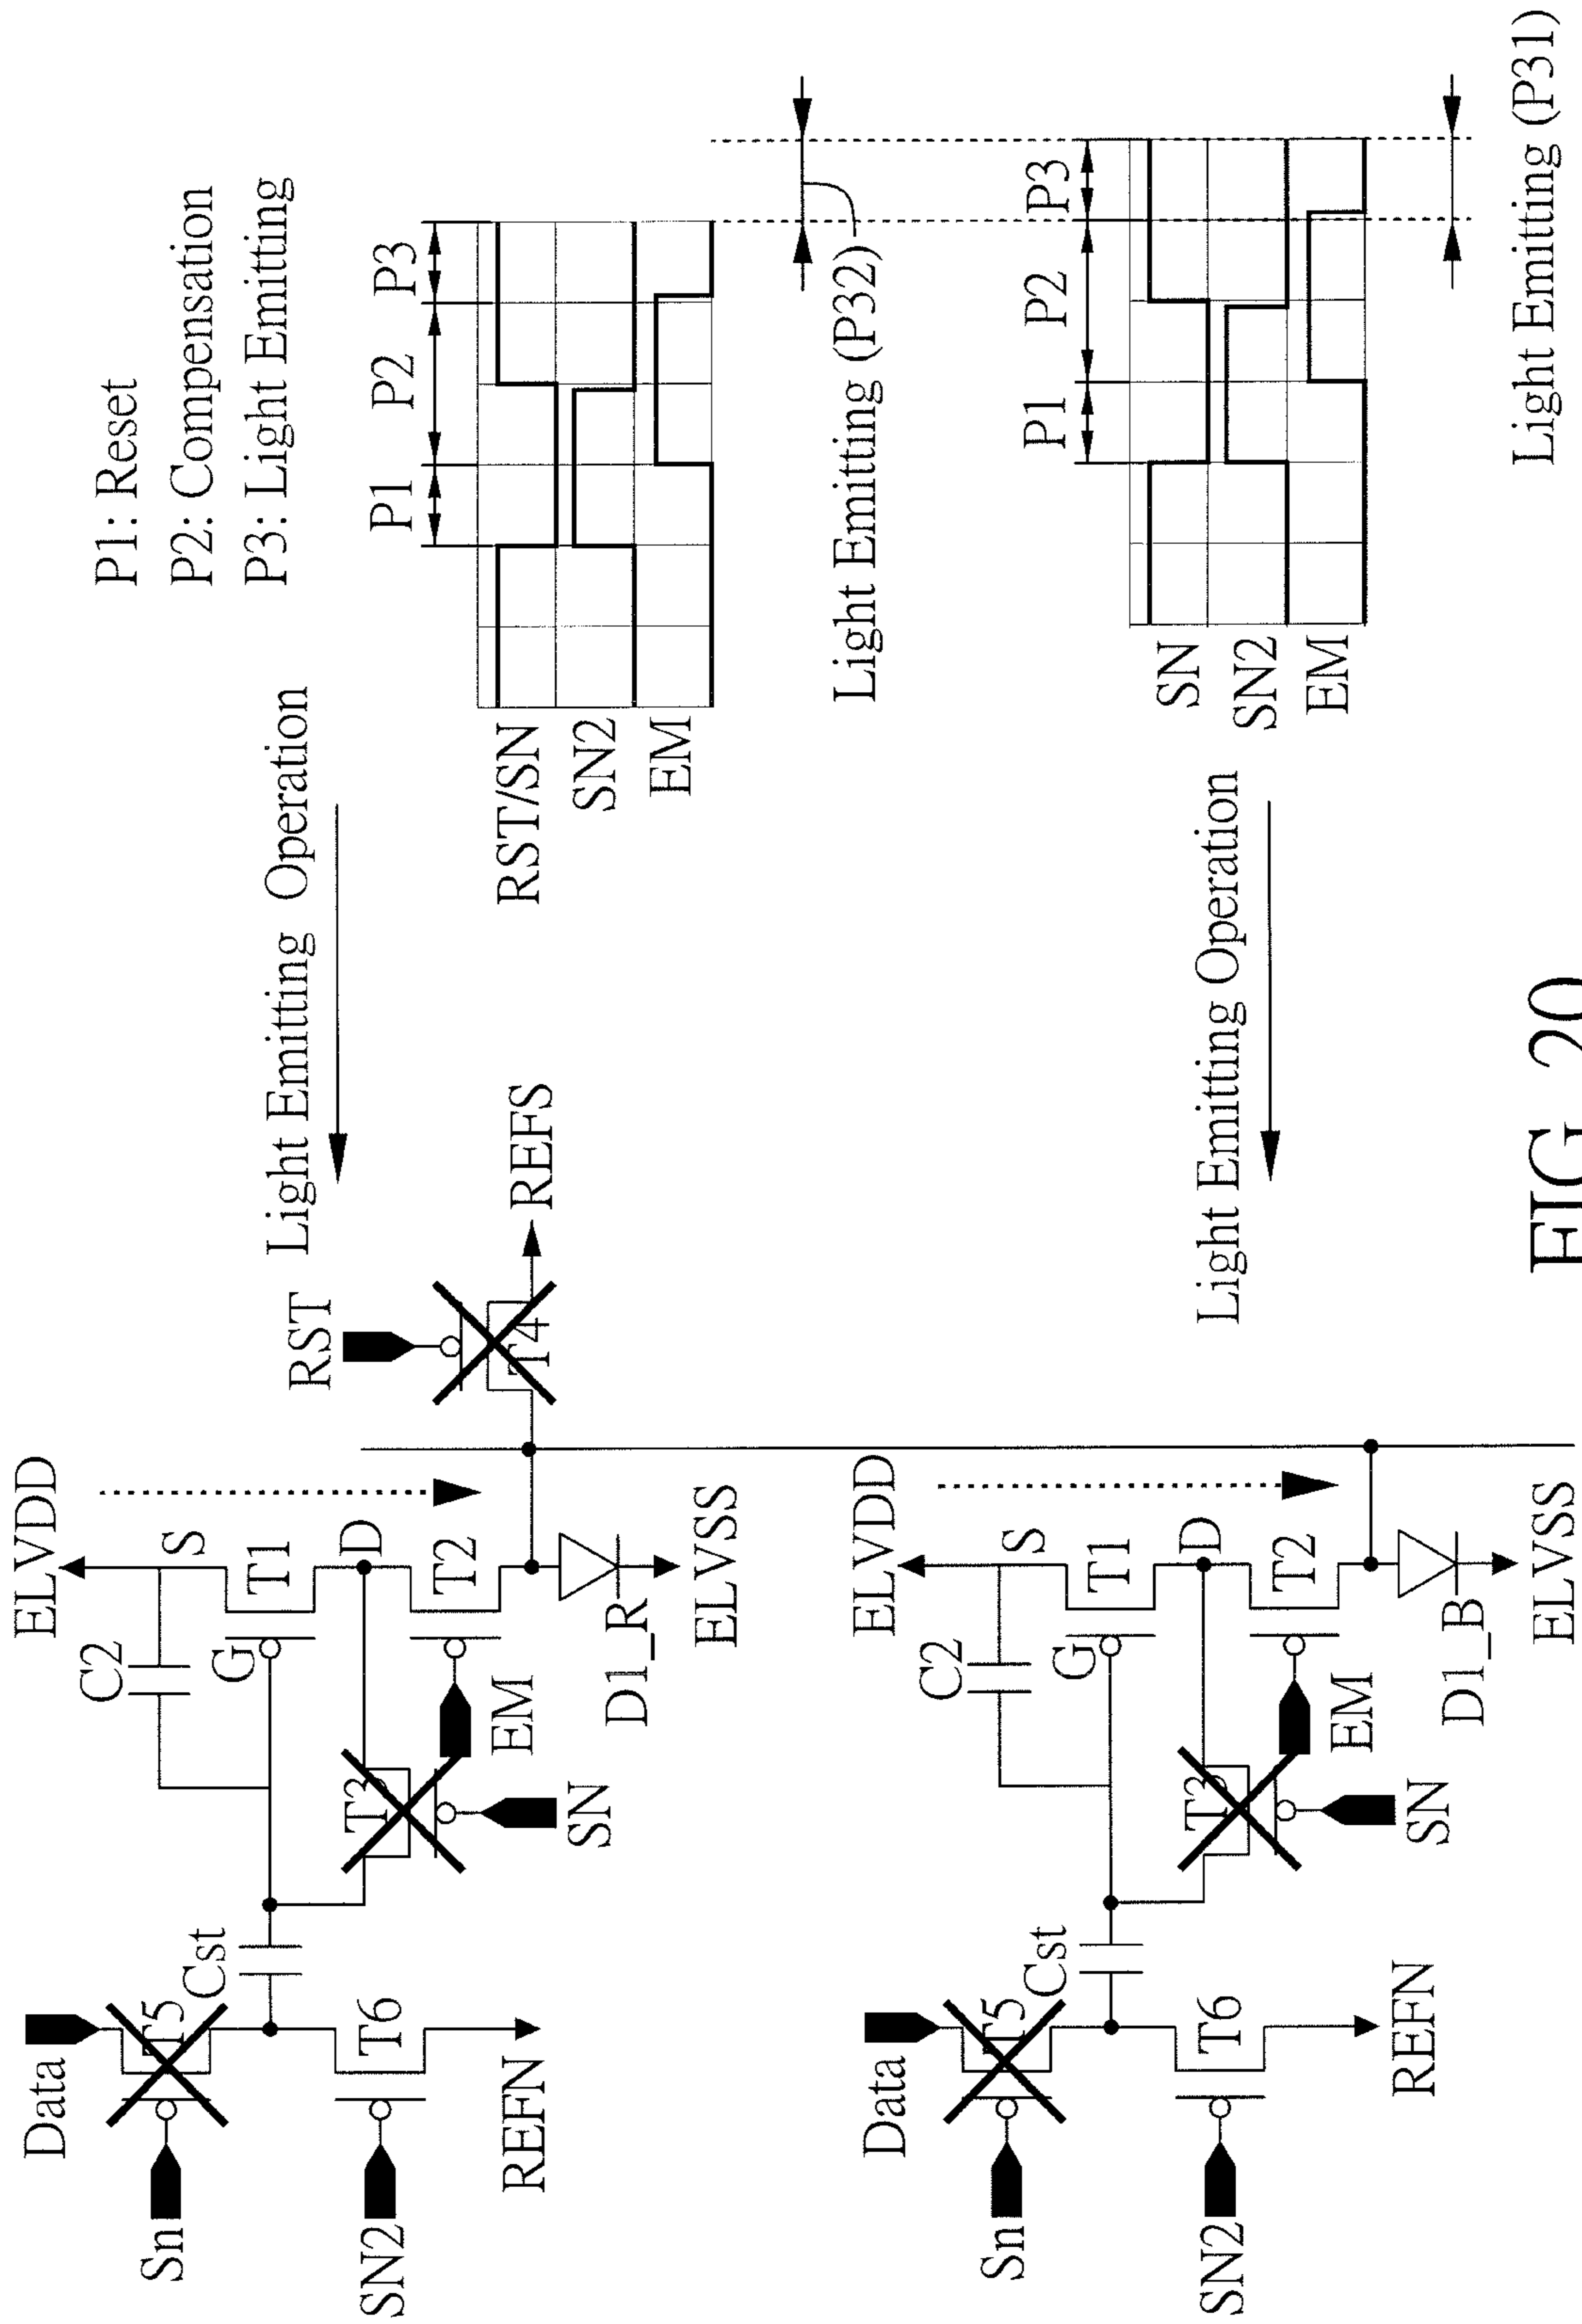 P1: Reset
P2: Compensation
P3: Light Emitting
ELVDD
S
T1
D
T2
C2
G
EM
D1_R
ELVSS
T3
SN
Cst
Data
T5
Sn
T6
SN2
REFN
RST
T4
REFS
Light Emitting Operation
P1
P2
P3
RST/SN
SN2
EM
Light Emitting (P32)
ELVDD
S
T1
D
T2
C2
G
EM
D1_B
ELVSS
T3
SN
Cst
Data
T5
Sn
T6
SN2
REFN
Light Emitting Operation
P1
P2
P3
SN
SN2
EM
Light Emitting (P31)
FIG. 20